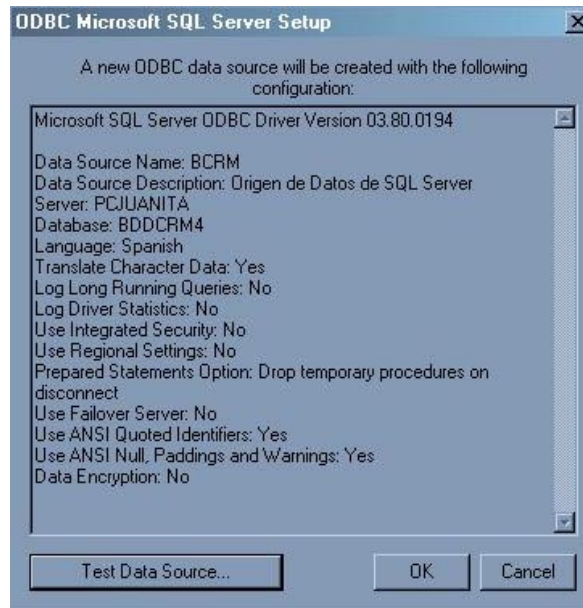 ODBC Microsoft SQL Server Setup
A new ODBC data source will be created with the following
configuration:
Microsoft SQL Server ODBC Driver Version 03.80.0194
Data Source Name: BCRM
Data Source Description: Origen de Datos de SQL Server
Server: PCJUANITA
Database: BDDCRM4
Language: Spanish
Translate Character Data: Yes
Log Long Running Queries: No
Log Driver Statistics: No
Use Integrated Security: No
Use Regional Settings: No
Prepared Statements Option: Drop temporary procedures on
disconnect
Use Failover Server: No
Use ANSI Quoted Identifiers: Yes
Use ANSI Null, Paddings and Warnings: Yes
Data Encryption: No
Test Data Source... OK Cancel